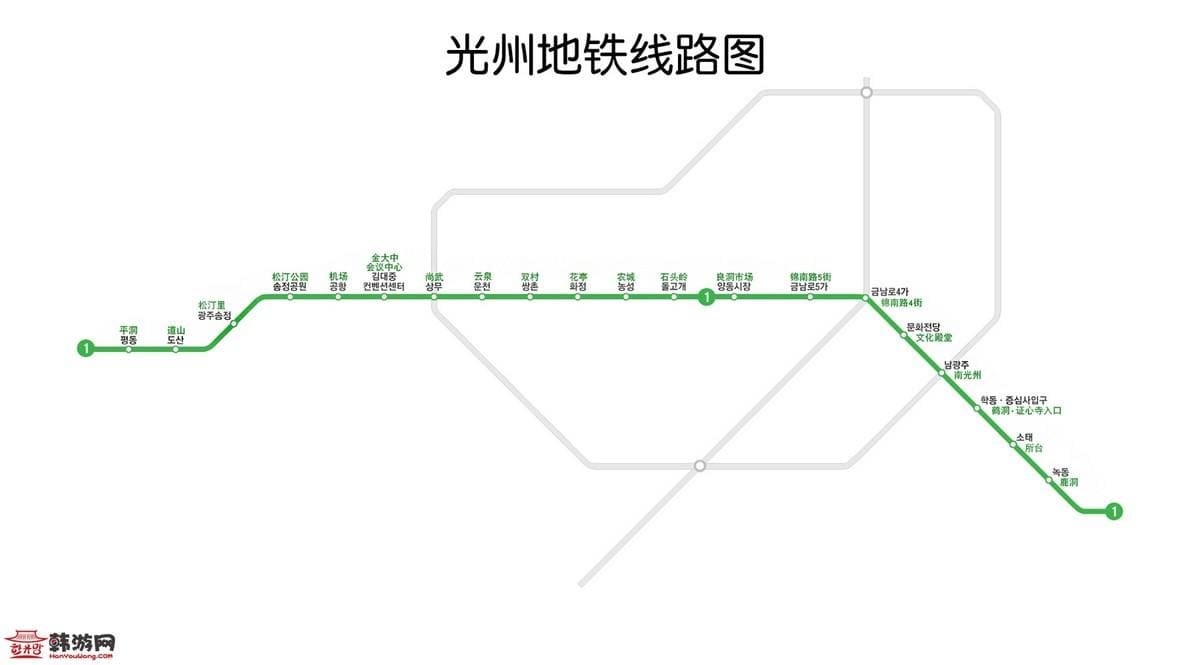 光州地铁线路图
1
平洞
평동
道山
도산
松汀里
광주송정
松汀公园
송정공원
机场
공항
金大中
会议中心
김대중
컨벤션센터
尚武
상무
云泉
운천
双村
쌍촌
花亭
화정
农城
농성
石头岭
돌고개
1
良洞市场
양동시장
锦南路5街
금남로5가
금남로4가
锦南路4街
문화전당
文化殿堂
남광주
南光州
학동·증심사입구
鹤洞·证心寺入口
소태
所台
녹동
鹿洞
1
한유망
韩游网
HanYouWang.COM